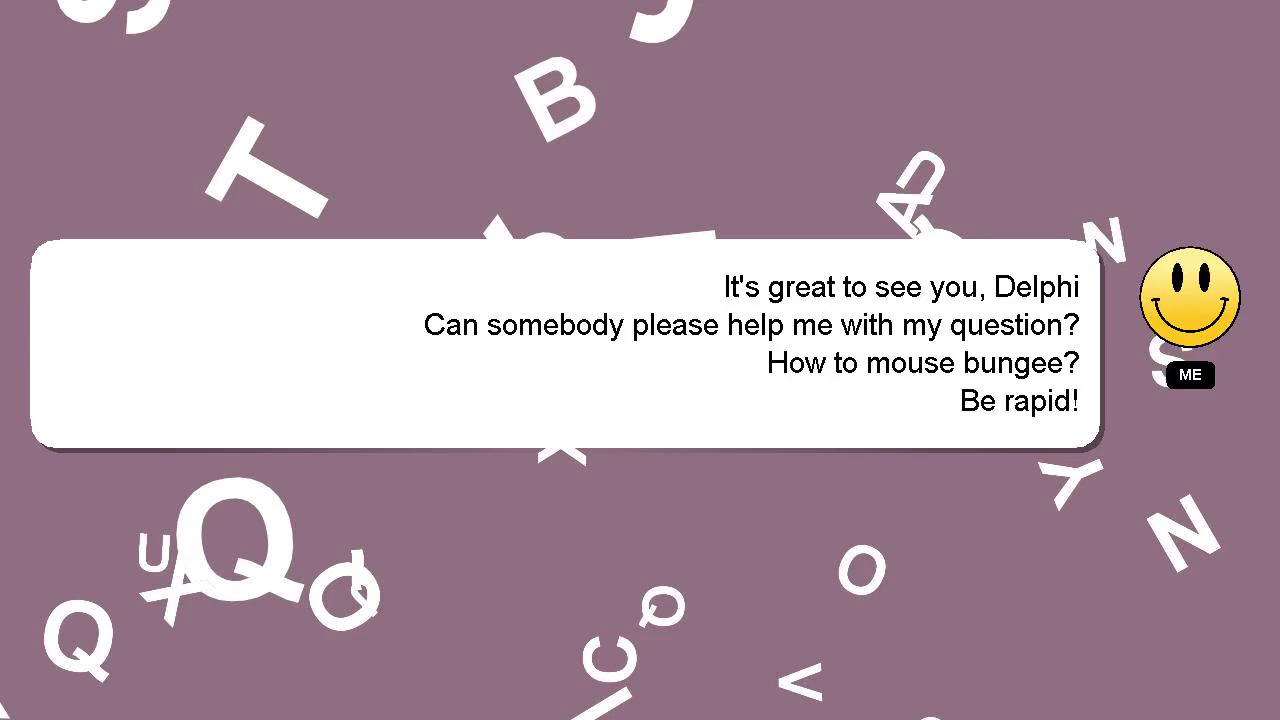 It's great to see you, Delphi
Can somebody please help me with my question?
How to mouse bungee?
Be rapid!
ME